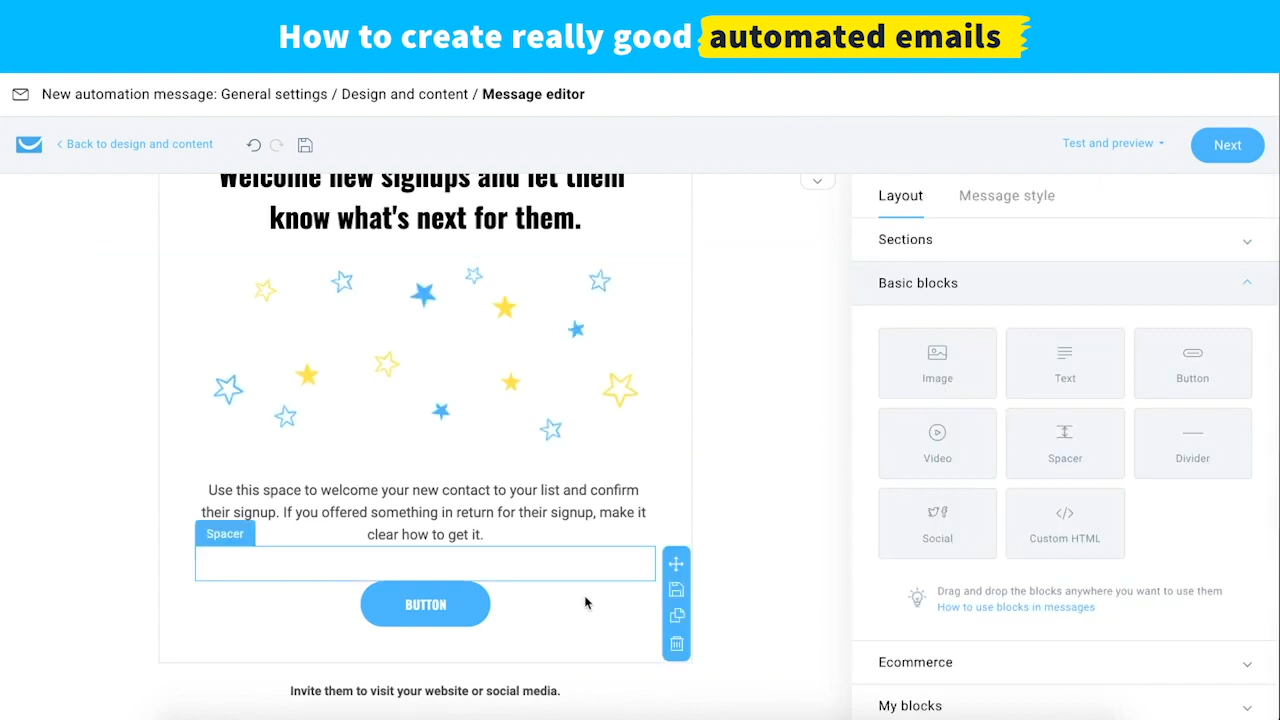 How to create really good automated emails
New automation message: General settings / Design and content / Message editor
Back to design and content
Test and preview
Next
Welcome new signups and let them
know what's next for them.
Use this space to welcome your new contact to your list and confirm
their signup. If you offered something in return for their signup, make it
clear how to get it.
Spacer
BUTTON
Invite them to visit your website or social media.
Layout
Message style
Sections
Basic blocks
Image
Text
Button
Video
Spacer
Divider
Social
Custom HTML
Drag and drop the blocks anywhere you want to use them
How to use blocks in messages
Ecommerce
My blocks